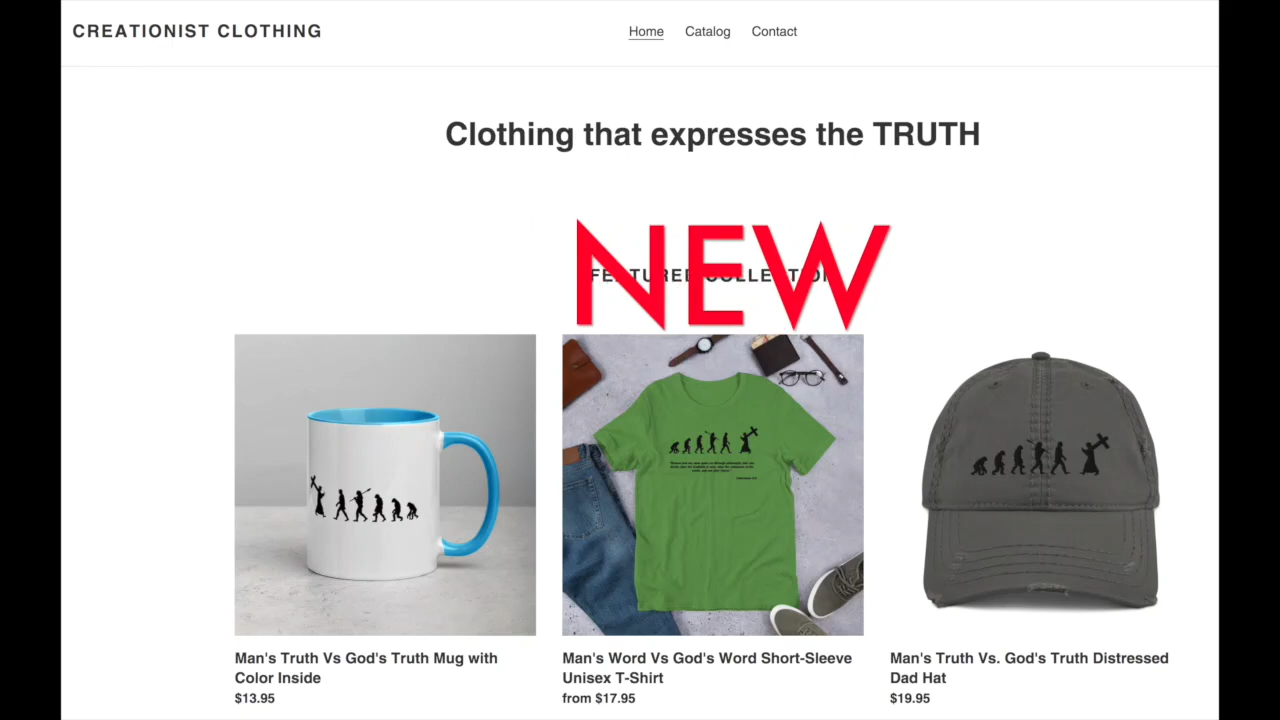 CREATIONIST CLOTHING
Home Catalog Contact
Clothing that expresses the TRUTH
NEW
FEATURED COLLECTION
Man's Truth Vs God's Truth Mug with
Color Inside
$13.95
Man's Word Vs God's Word Short-Sleeve
Unisex T-Shirt
from $17.95
Man's Truth Vs. God's Truth Distressed
Dad Hat
$19.95